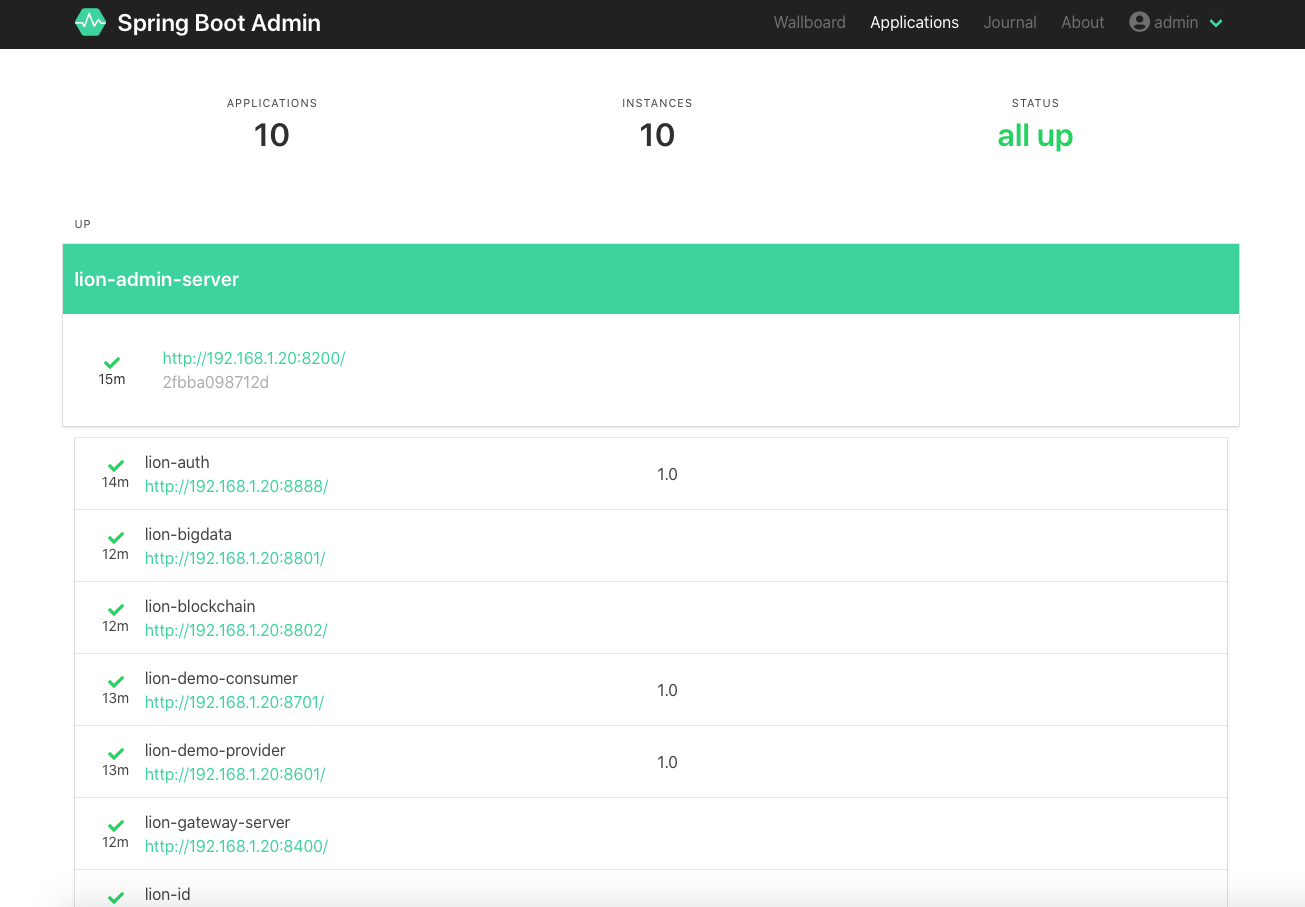 Spring Boot Admin
Wallboard Applications Journal About admin
APPLICATIONS INSTANCES STATUS
10 10 all up
UP
lion-admin-server
http://192.168.1.20:8200/
15m
2fbba098712d
lion-auth
14m 1.0
http://192.168.1.20:8888/
lion-bigdata
12m
http://192.168.1.20:8801/
lion-blockchain
12m
http://192.168.1.20:8802/
lion-demo-consumer
13m 1.0
http://192.168.1.20:8701/
lion-demo-provider
13m 1.0
http://192.168.1.20:8601/
lion-gateway-server
12m
http://192.168.1.20:8400/
lion-id